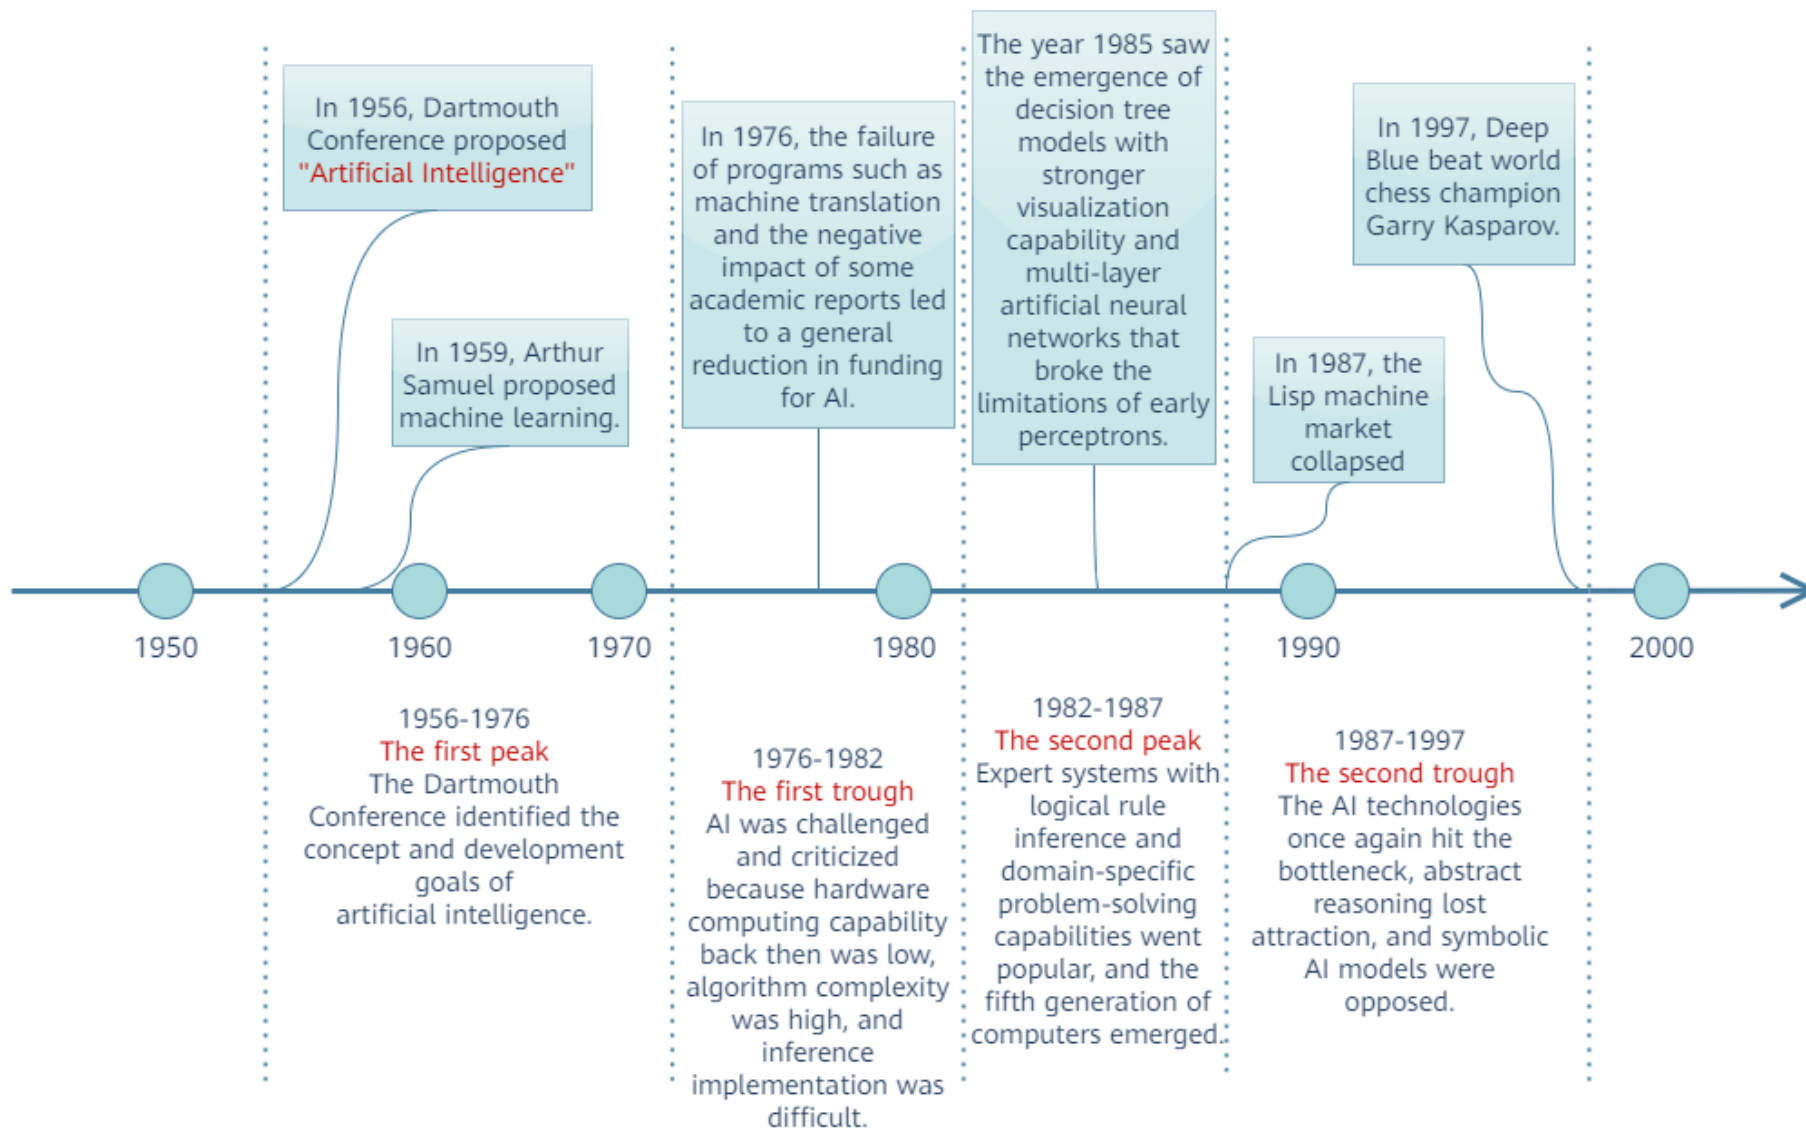 In 1956, Dartmouth
Conference proposed
"Artificial Intelligence"
In 1959, Arthur
Samuel proposed
machine learning.
In 1976, the failure
of programs such as
machine translation
and the negative
impact of some
academic reports led
to a general
reduction in funding
for AI.
The year 1985 saw
the emergence of
decision tree
models with
stronger
visualization
capability and
multi-layer
artificial neural
networks that
broke the
limitations of early
perceptrons.
In 1987, the
Lisp machine
market
collapsed
In 1997, Deep
Blue beat world
chess champion
Garry Kasparov.
1950
1960
1970
1980
1990
2000
1956-1976
The first peak
The Dartmouth
Conference identified the
concept and development
goals of
artificial intelligence.
1976-1982
The first trough
AI was challenged
and criticized
because hardware
computing capability
back then was low,
algorithm complexity
was high, and
inference
implementation was
difficult.
1982-1987
The second peak
Expert systems with
logical rule
inference and
domain-specific
problem-solving
capabilities went
popular, and the
fifth generation of
computers emerged.
1987-1997
The second trough
The AI technologies
once again hit the
bottleneck, abstract
reasoning lost
attraction, and symbolic
AI models were
opposed.